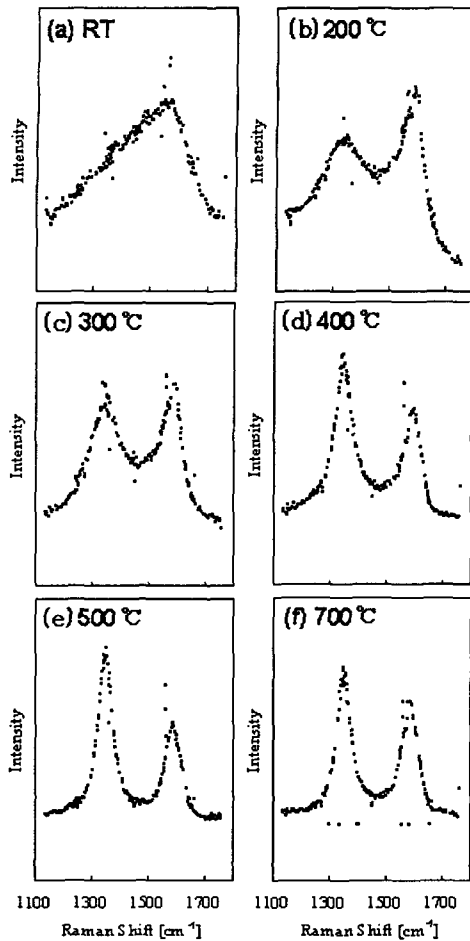 (a) RT
(b) 200 ℃
Intensity
Intensity
(c) 300 ℃
(d) 400 ℃
Intensity
Intensity
(e) 500 ℃
(f) 700 ℃
Intensity
Intensity
1100 1300 1500 1700
1100 1300 1500 1700
Raman Shift [cm⁻¹]
Raman Shift [cm⁻¹]